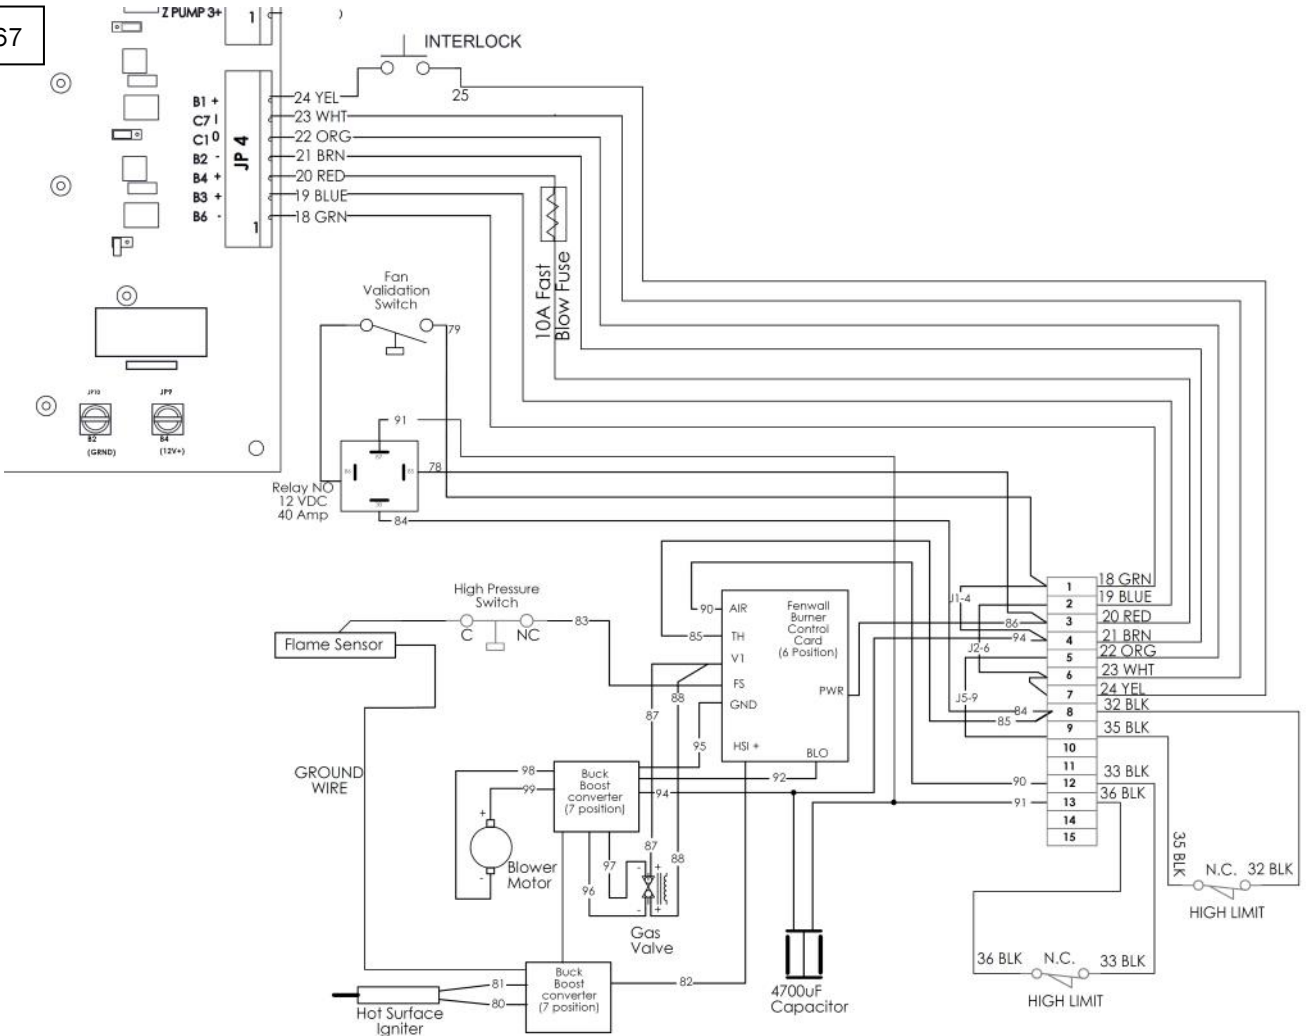 67
Z PUMP 3+
1
)
INTERLOCK
25
B1 +
C7 I
C1 0
B2 -
B4 +
B3 +
B6 -
JP 4
1
24 YEL
23 WHT
22 ORG
21 BRN
20 RED
19 BLUE
18 GRN
10A Fast
Blow Fuse
Fan
Validation
Switch
79
JP10
JP9
B2
(GRND)
B4
(12V+)
91
78
84
Relay NO
12 VDC
40 Amp
High Pressure
Switch
C
NC
83
Flame Sensor
GROUND
WIRE
90
85
AIR
TH
V1
FS
GND
HSI +
PWR
BLO
Fenwall
Burner
Control
Card
(6 Position)
88
87
95
92
94
98
99
Buck
Boost
converter
(7 position)
+
-
Blower
Motor
96
97
87
88
- +
- +
Gas
Valve
82
81
80
Buck
Boost
converter
(7 position)
Hot Surface
Igniter
4700uF
Capacitor
J1-4
J2-6
J5-9
86
94
84
85
90
91
1
2
3
4
5
6
7
8
9
10
11
12
13
14
15
18 GRN
19 BLUE
20 RED
21 BRN
22 ORG
23 WHT
24 YEL
32 BLK
35 BLK
33 BLK
36 BLK
35 BLK
N.C.
32 BLK
HIGH LIMIT
36 BLK
N.C.
33 BLK
HIGH LIMIT